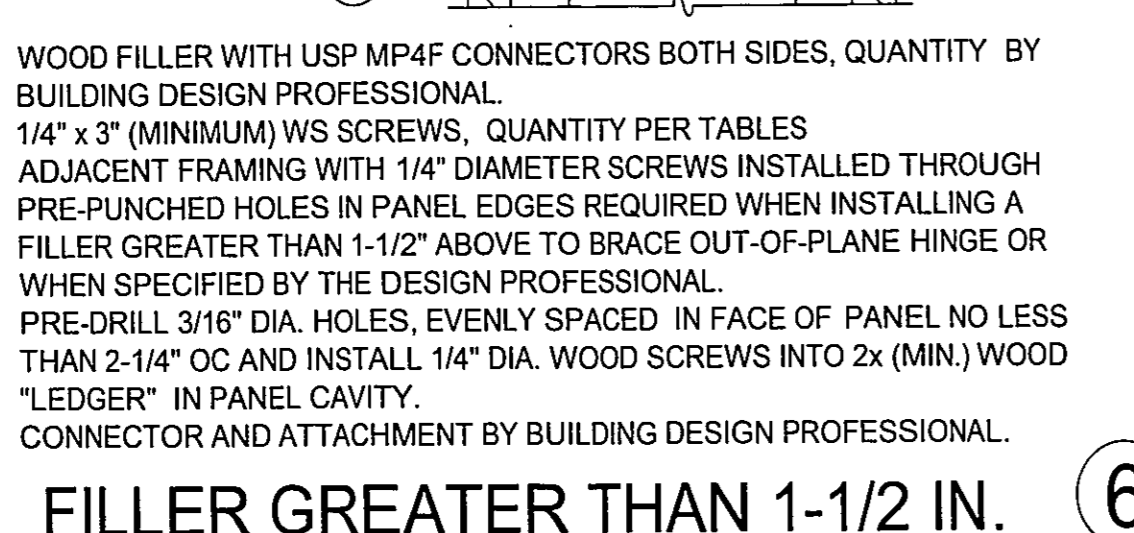 WOOD FILLER WITH USP MP4F CONNECTORS BOTH SIDES, QUANTITY BY
BUILDING DESIGN PROFESSIONAL.
1/4" x 3" (MINIMUM) WS SCREWS, QUANTITY PER TABLES
ADJACENT FRAMING WITH 1/4" DIAMETER SCREWS INSTALLED THROUGH
PRE-PUNCHED HOLES IN PANEL EDGES REQUIRED WHEN INSTALLING A
FILLER GREATER THAN 1-1/2" ABOVE TO BRACE OUT-OF-PLANE HINGE OR
WHEN SPECIFIED BY THE DESIGN PROFESSIONAL.
PRE-DRILL 3/16" DIA. HOLES, EVENLY SPACED IN FACE OF PANEL NO LESS
THAN 2-1/4" OC AND INSTALL 1/4" DIA. WOOD SCREWS INTO 2x (MIN.) WOOD
"LEDGER" IN PANEL CAVITY.
CONNECTOR AND ATTACHMENT BY BUILDING DESIGN PROFESSIONAL.
FILLER GREATER THAN 1-1/2 IN. 6